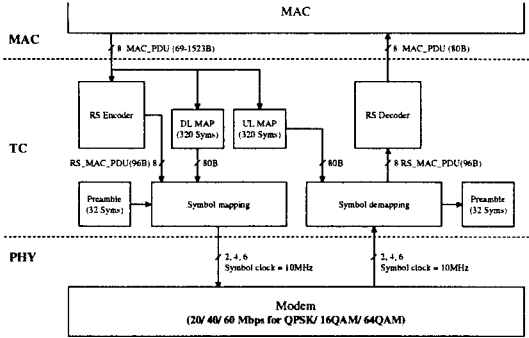 MAC
MAC
8 MAC_PDU (69-1523B)
8 MAC_PDU (80B)
TC
RS Encoder
DL MAP
(320 Syms)
UL MAP
(320 Syms)
RS Decoder
RS_MAC_PDU(96B) 8
80B
80B
8 RS_MAC_PDU(96B)
Preamble
(32 Syms)
Symbol mapping
Symbol demapping
Preamble
(32 Syms)
PHY
2, 4, 6
Symbol clock = 10MHz
2, 4, 6
Symbol clock = 10MHz
Modem
(20/ 40/ 60 Mbps for QPSK/ 16QAM/ 64QAM)